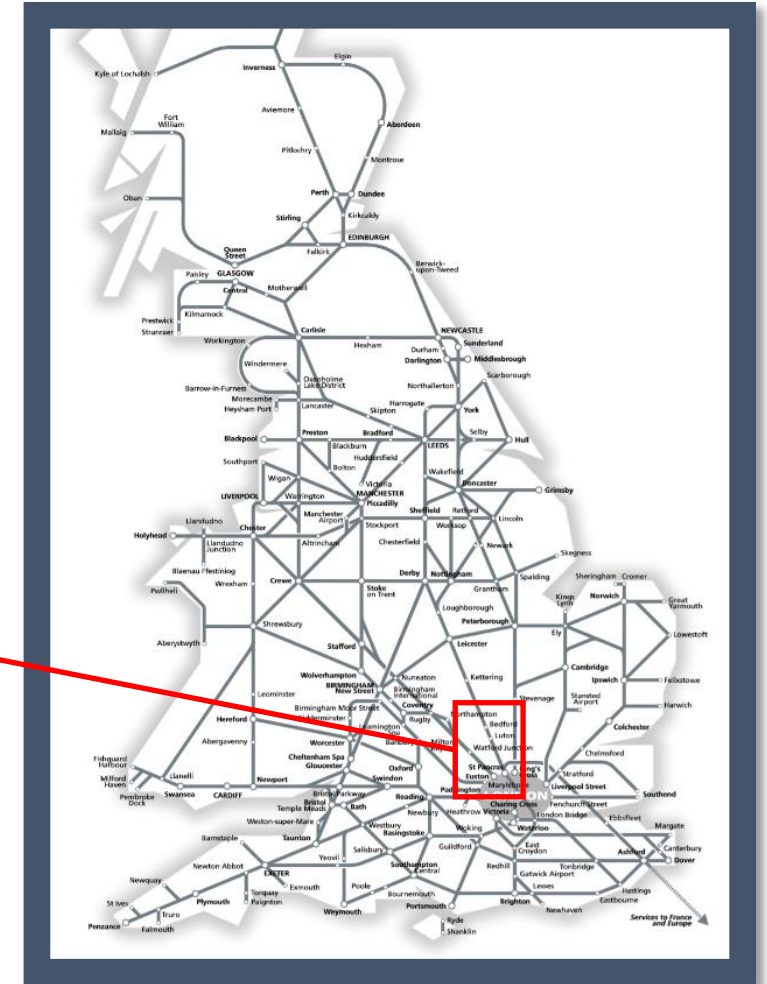 Elgin
Inverness
Kyle of Lochalsh
Aviemore
Fort
William
Aberdeen
Mallaig
Pitlochry
Montrose
Perth
Dundee
Oban
Stirling
Kirkcaldy
Queen
Street
EDINBURGH
Falkirk
Berwick-
upon-Tweed
Paisley
GLASGOW
Central
Motherwell
Prestwick
Kilmarnock
Stranraer
Carlisle
NEWCASTLE
Workington
Hexham
Durham
Sunderland
Darlington
Middlesbrough
Windermere
Scarborough
Oxenholme
Lake District
Northallerton
Barrow-in-Furness
Morecambe
Heysham Port
Lancaster
Harrogate
Skipton
York
Preston
Bradford
Selby
Blackpool
Blackburn
LEEDS
Hull
Huddersfield
Southport
Bolton
Wakefield
Wigan
Victoria
Doncaster
LIVERPOOL
Warrington
MANCHESTER
Piccadilly
Grimsby
Manchester
Airport
Sheffield
Retford
Llandudno
Chester
Stockport
Worksop
Lincoln
Holyhead
Llandudno
Junction
Altrincham
Chesterfield
Newark
Skegness
Blaenau Ffestiniog
Crewe
Derby
Nottingham
Spalding
Sheringham
Cromer
Pwllheli
Wrexham
Stoke
on Trent
Grantham
Kings
Lynn
Norwich
Great
Yarmouth
Loughborough
Peterborough
Aberystwyth
Shrewsbury
Ely
Lowestoft
Stafford
Leicester
Wolverhampton
Nuneaton
Kettering
Cambridge
BIRMINGHAM
New Street
Birmingham
International
Ipswich
Felixstowe
Leominster
Birmingham Moor Street
Coventry
Stevenage
Stansted
Airport
Harwich
Kidderminster
Rugby
Northampton
Hereford
Leamington
Spa
Bedford
Colchester
Worcester
Banbury
Milton
Luton
Abergavenny
Watford Junction
Chelmsford
Fishguard
Harbour
Cheltenham Spa
Gloucester
Oxford
St Pancras
King's
Cross
Euston
Stratford
Milford
Haven
Llanelli
Newport
Swindon
Marylebone
Liverpool Street
Pembroke
Dock
Swansea
CARDIFF
Bristol Parkway
Reading
Paddington
LONDON
Southend
Bristol
Temple Meads
Bath
Charing Cross
Fenchurch Street
Newbury
Heathrow
Victoria
London Bridge
Ebbsfleet
Weston-super-Mare
Westbury
Waterloo
Margate
Barnstaple
Taunton
Basingstoke
Woking
East
Croydon
Canterbury
Yeovil
Salisbury
Guildford
Ashford
Dover
Newton Abbot
Southampton
Central
Redhill
Tonbridge
Gatwick Airport
Newquay
EXETER
Exmouth
Poole
Lewes
Hastings
St Ives
Plymouth
Torquay
Paignton
Bournemouth
Brighton
Eastbourne
Truro
Weymouth
Portsmouth
Newhaven
Penzance
Falmouth
Ryde
Services to France
and Europe
Shanklin